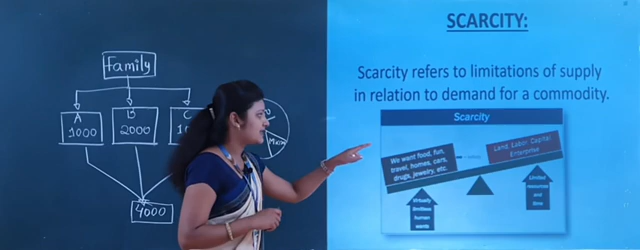 Family
A
B
C
1000
2000
4000
Main
SCARCITY:
Scarcity refers to limitations of supply
in relation to demand for a commodity.
Scarcity
We want food, fun,
travel, homes, cars,
drugs, jewelry, etc.
Land, Labor, Capital
Enterprise
Virtually
limitless
human
wants
Limited
resources
and
time